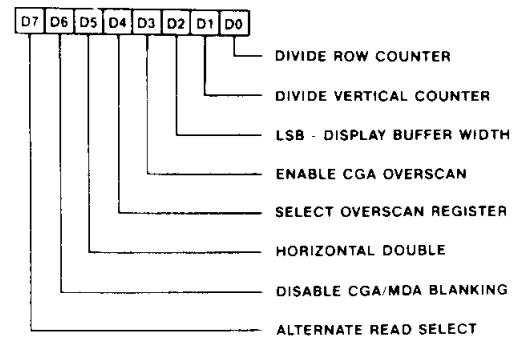 D7 D6 D5 D4 D3 D2 D1 D0
DIVIDE ROW COUNTER
DIVIDE VERTICAL COUNTER
LSB - DISPLAY BUFFER WIDTH
ENABLE CGA OVERSCAN
SELECT OVERSCAN REGISTER
HORIZONTAL DOUBLE
DISABLE CGA/MDA BLANKING
ALTERNATE READ SELECT